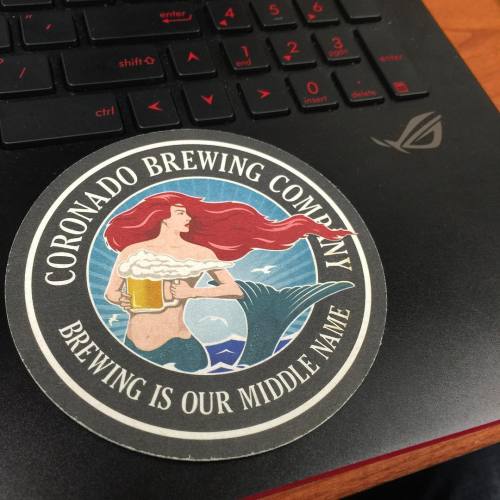 enter
4
5
6
shift
1
end
2
3
pgdn
enter
ctrl
0
insert
.
delete
CORONADO BREWING COMPANY
BREWING IS OUR MIDDLE NAME